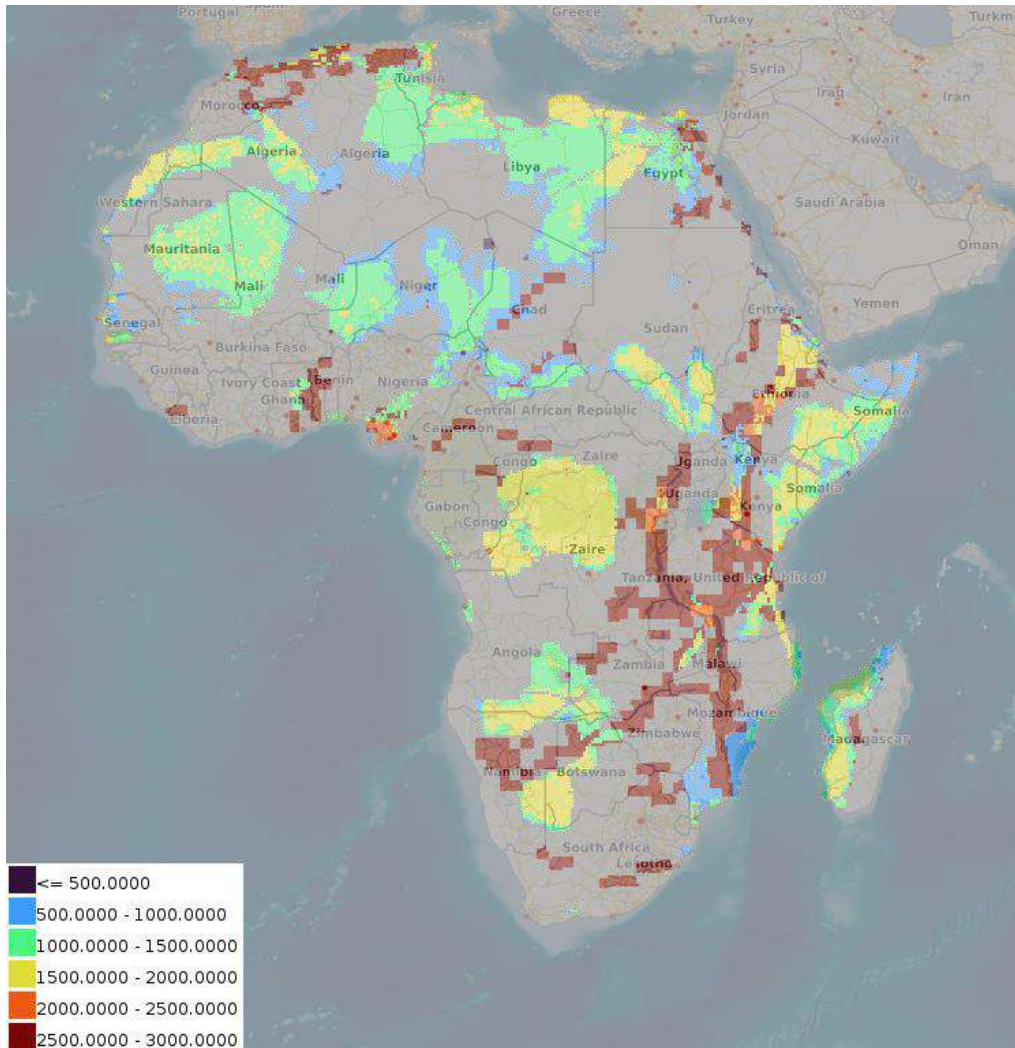 Portugal
Greece
Turkey
Turkm
Tunisia
Syria
Iraq
Iran
Morocco
Jordan
Kuwait
Algeria
Algeria
Libya
Egypt
Western Sahara
Saudi Arabia
Oman
Mauritania
Mali
Mali
Niger
Chad
Yemen
Eritrea
Senegal
Sudan
Burkina Faso
Guinea
Ivory Coast
Benin
Nigeria
Ghana
Ethiopia
Somalia
Liberia
Central African Republic
Cameroon
Congo
Zaire
Uganda
Kenya
Somalia
Gabon
Uganda
Kenya
Congo
Zaire
Tanzania, United Republic of
Angola
Zambia
Malawi
Mozambique
Zimbabwe
Madagascar
Namibia
Botswana
South Africa
Lesotho
<= 500.0000
500.0000 - 1000.0000
1000.0000 - 1500.0000
1500.0000 - 2000.0000
2000.0000 - 2500.0000
2500.0000 - 3000.0000